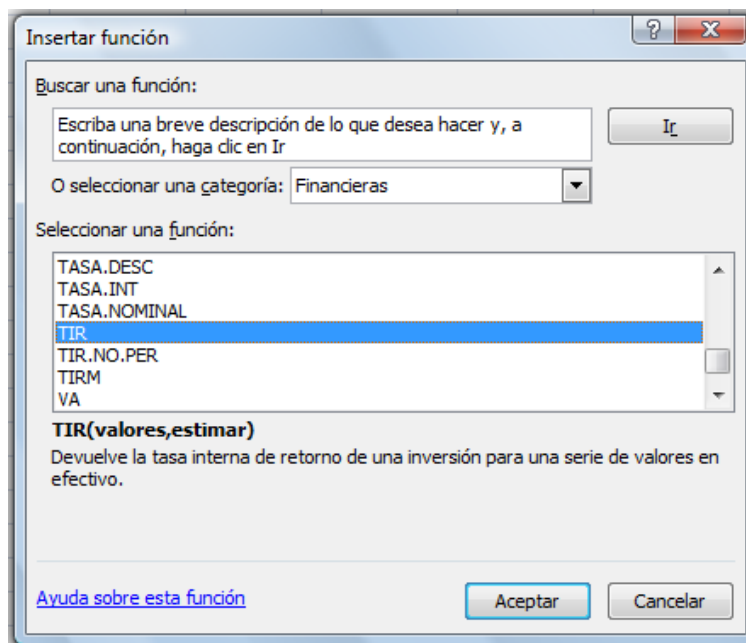 Insertar función
Buscar una función:
Escriba una breve descripción de lo que desea hacer y, a
continuación, haga clic en Ir
Ir
O seleccionar una categoría: Financieras
Seleccionar una función:
TASA.DESC
TASA.INT
TASA.NOMINAL
TIR
TIR.NO.PER
TIRM
VA
TIR(valores,estimar)
Devuelve la tasa interna de retorno de una inversión para una serie de valores en
efectivo.
Ayuda sobre esta función
Aceptar
Cancelar